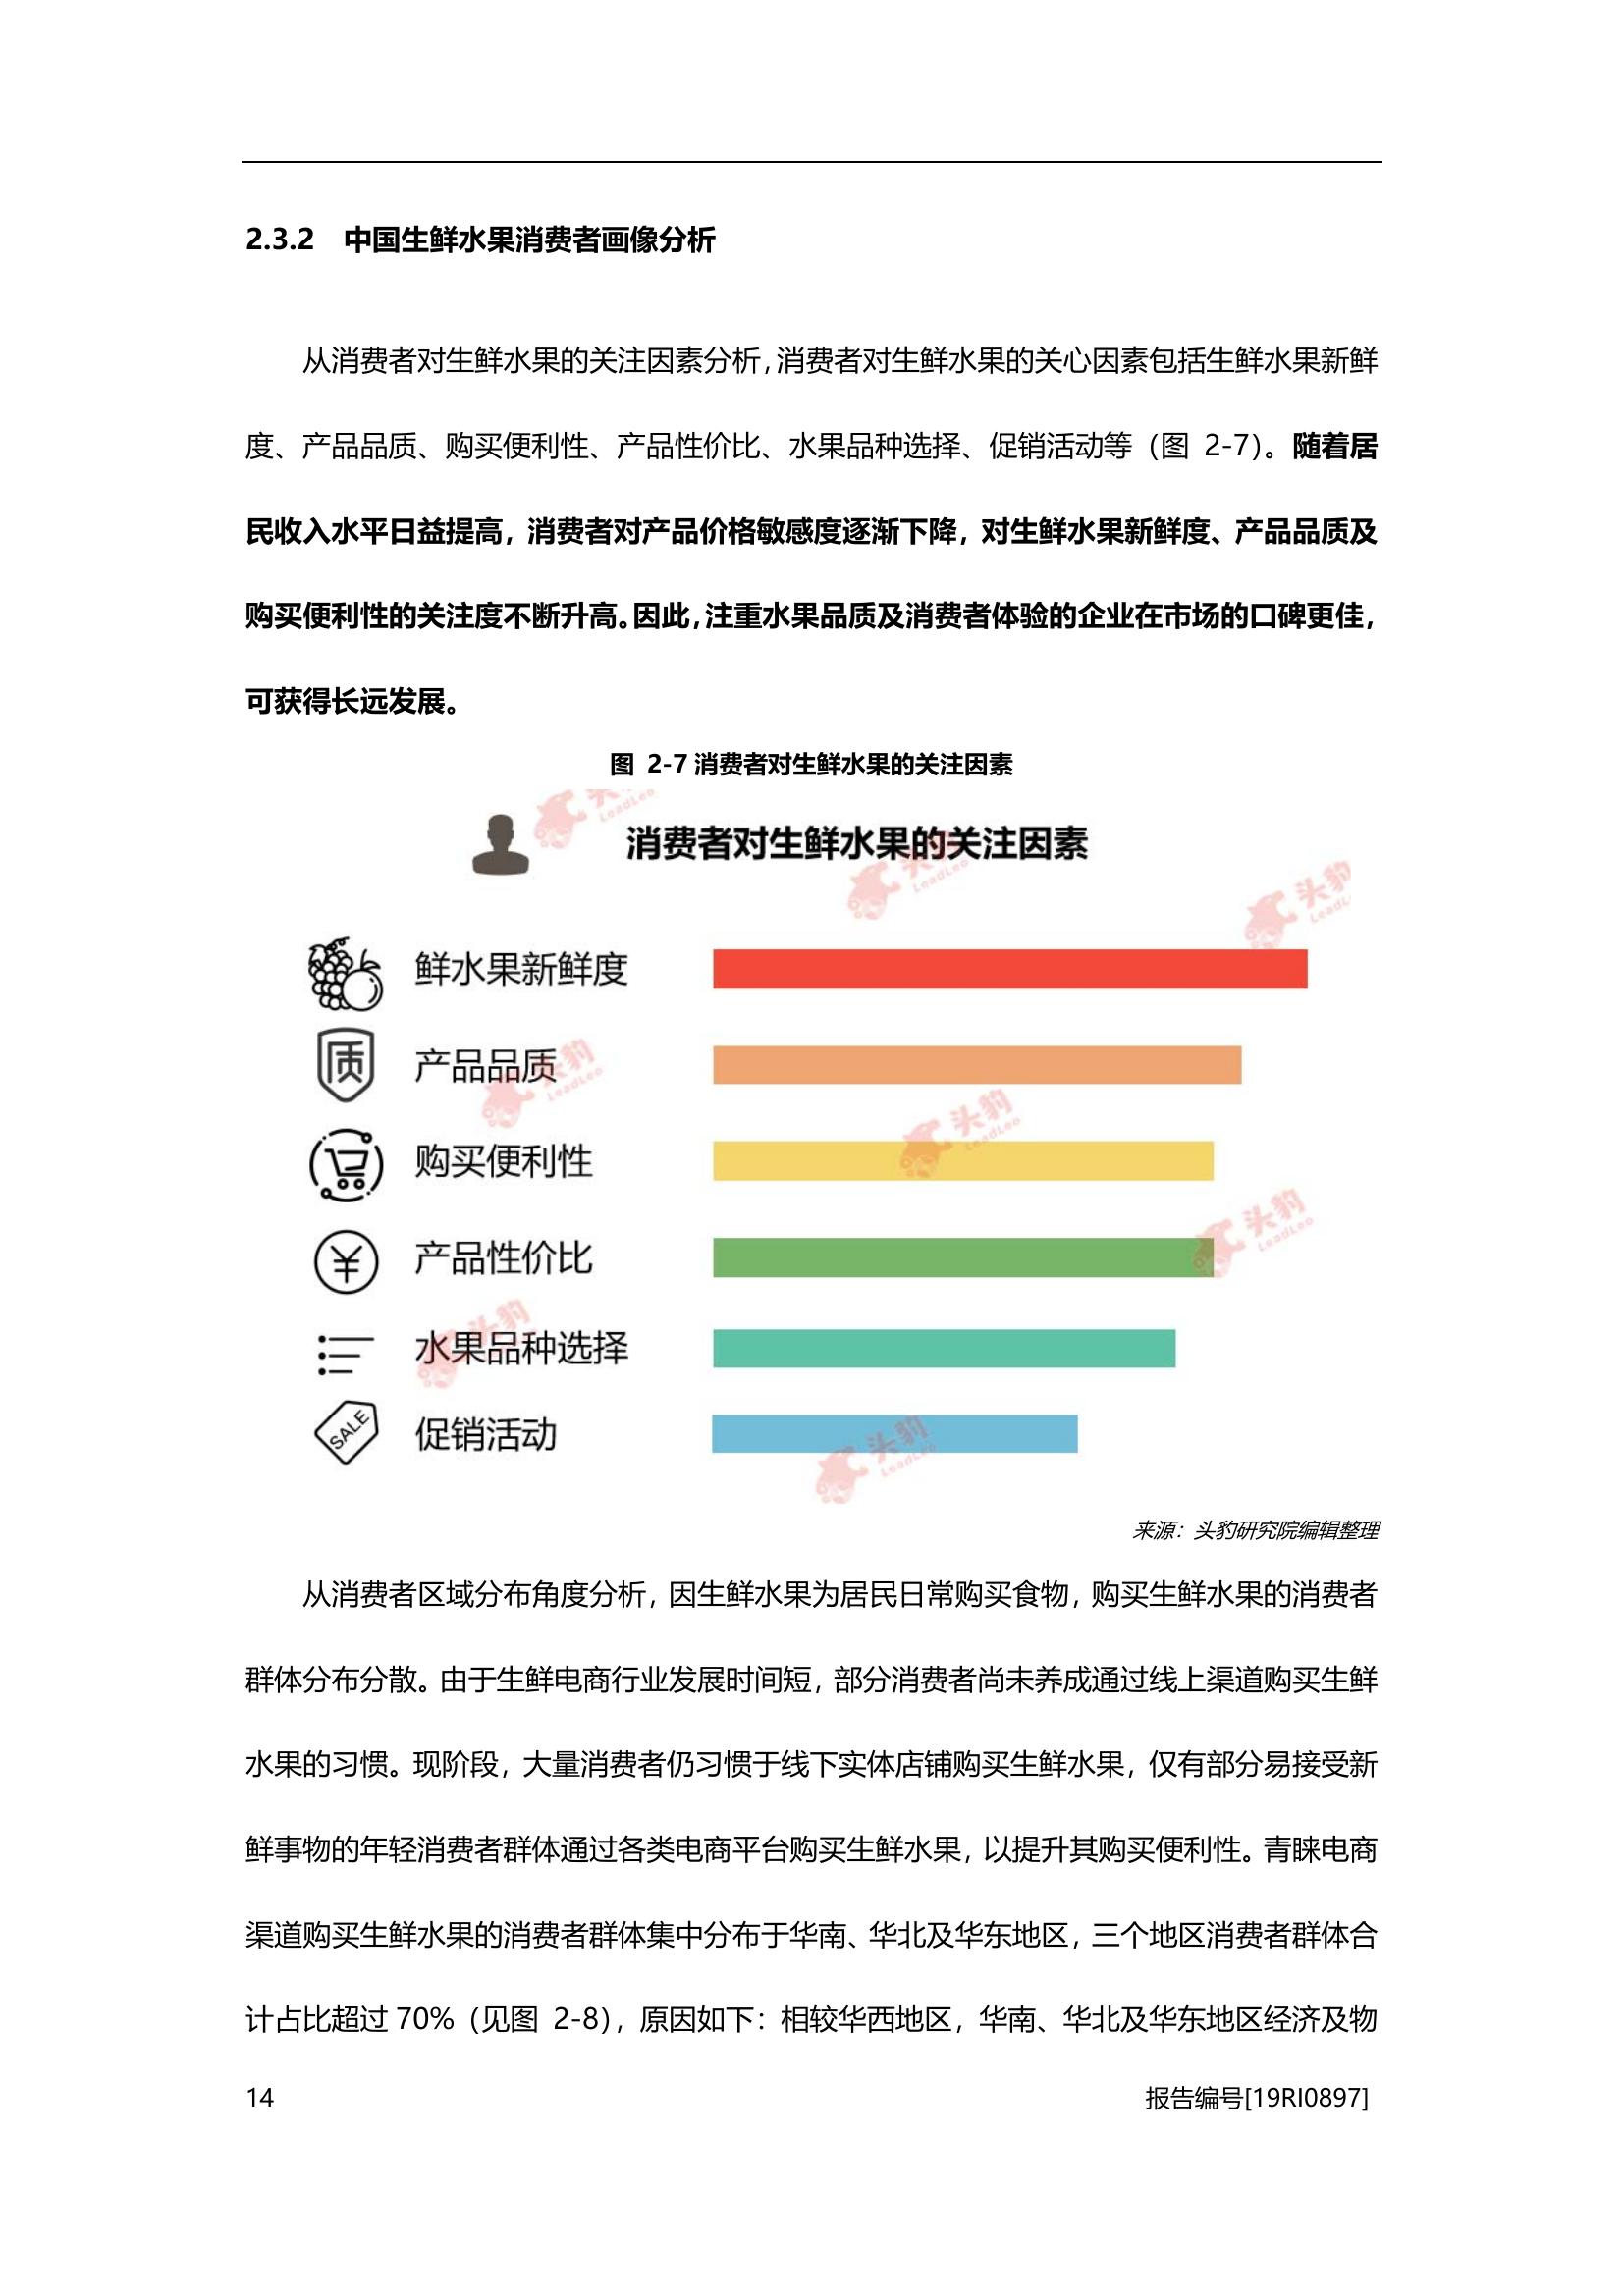 2.3.2 中国生鲜水果消费者画像分析
从消费者对生鲜水果的关注因素分析，消费者对生鲜水果的关心因素包括生鲜水果新鲜
度、产品品质、购买便利性、产品性价比、水果品种选择、促销活动等（图 2-7）。随着居
民收入水平日益提高，消费者对产品价格敏感度逐渐下降，对生鲜水果新鲜度、产品品质及
购买便利性的关注度不断升高。因此，注重水果品质及消费者体验的企业在市场的口碑更佳，
可获得长远发展。
图 2-7 消费者对生鲜水果的关注因素
消费者对生鲜水果的关注因素
鲜水果新鲜度
质
产品品质
购买便利性
¥
产品性价比
水果品种选择
SALE
促销活动
头豹
LeadLeo
来源：头豹研究院编辑整理
从消费者区域分布角度分析，因生鲜水果为居民日常购买食物，购买生鲜水果的消费者
群体分布分散。由于生鲜电商行业发展时间短，部分消费者尚未养成通过线上渠道购买生鲜
水果的习惯。现阶段，大量消费者仍习惯于线下实体店铺购买生鲜水果，仅有部分易接受新
鲜事物的年轻消费者群体通过各类电商平台购买生鲜水果，以提升其购买便利性。青睐电商
渠道购买生鲜水果的消费者群体集中分布于华南、华北及华东地区，三个地区消费者群体合
计占比超过 70%（见图 2-8），原因如下：相较华西地区，华南、华北及华东地区经济及物
14
报告编号[19RI0897]